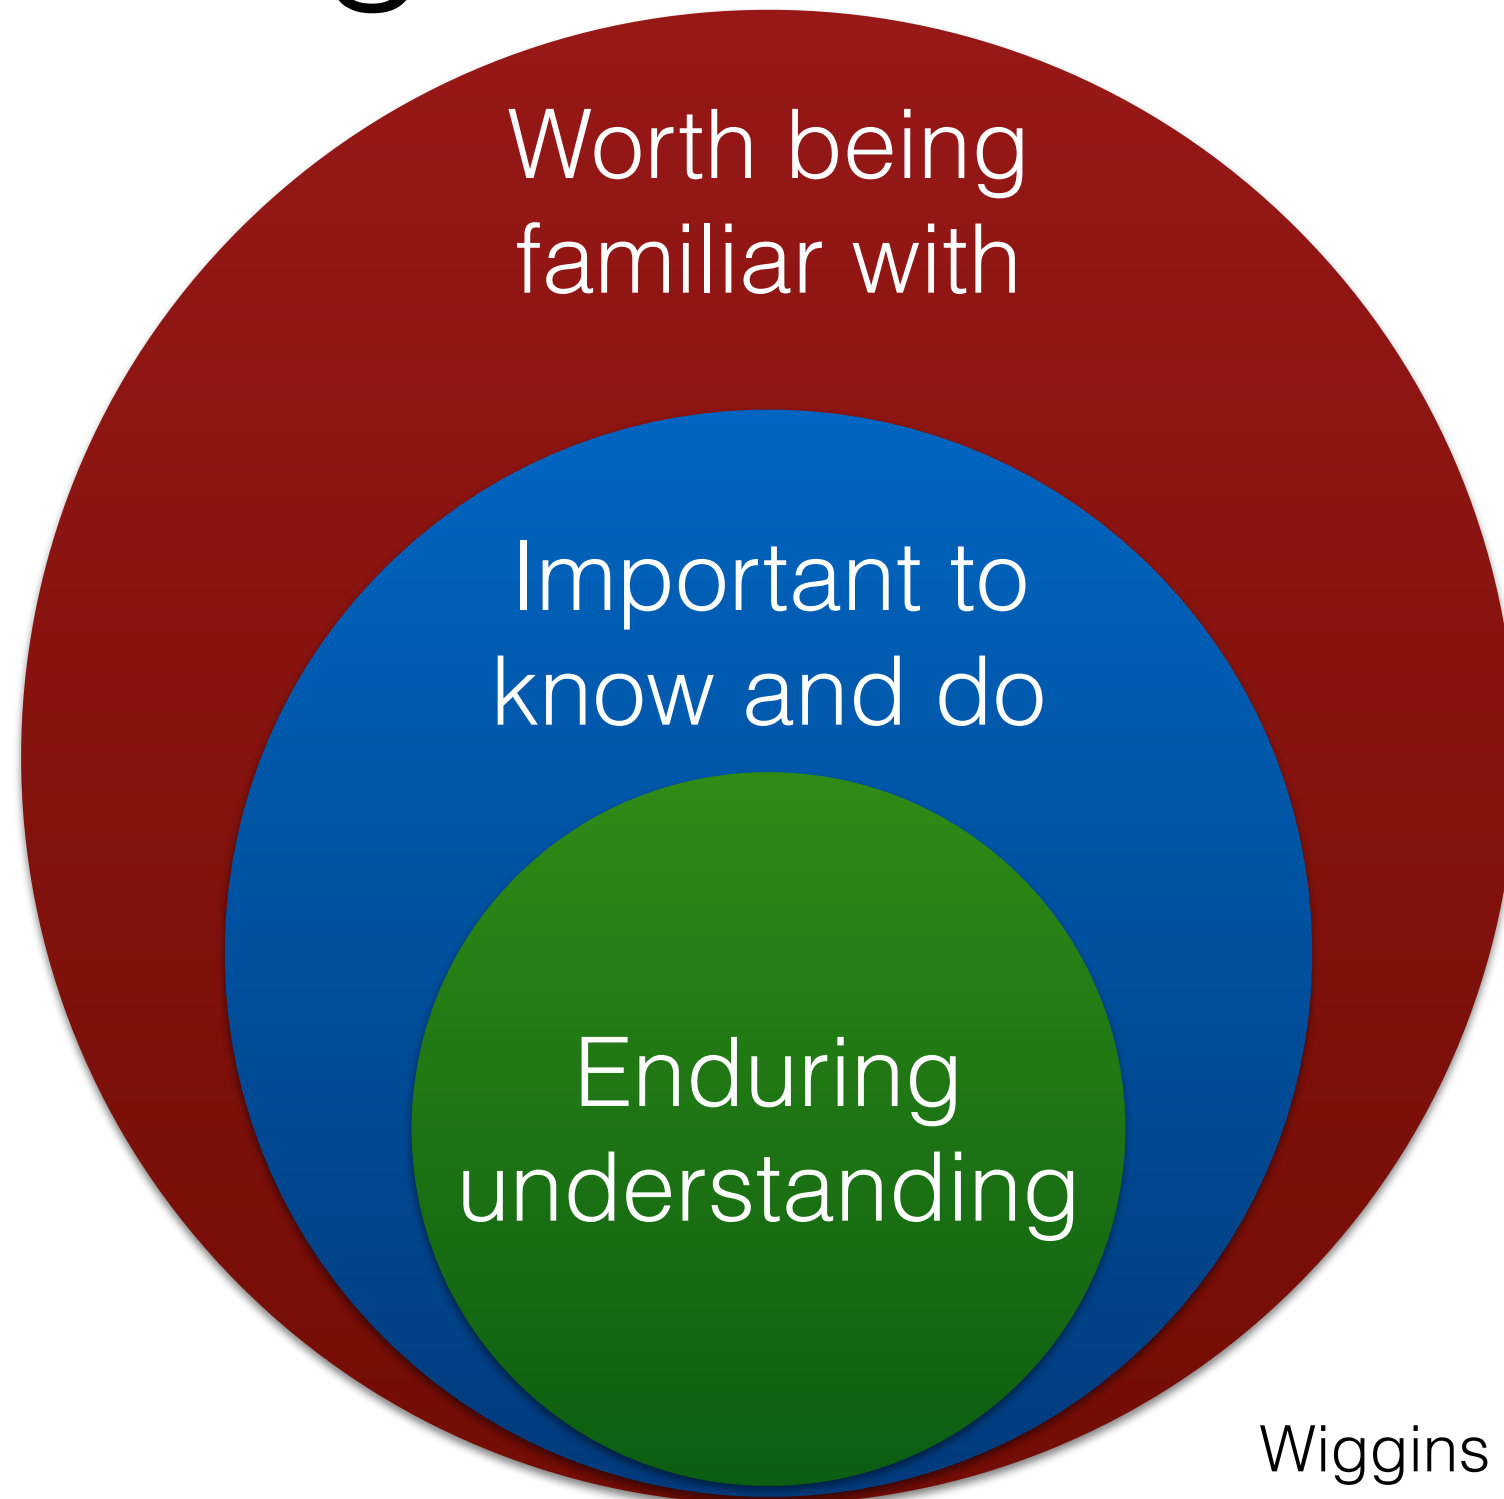 Worth being
familiar with
Important to
know and do
Enduring
understanding
Wiggins